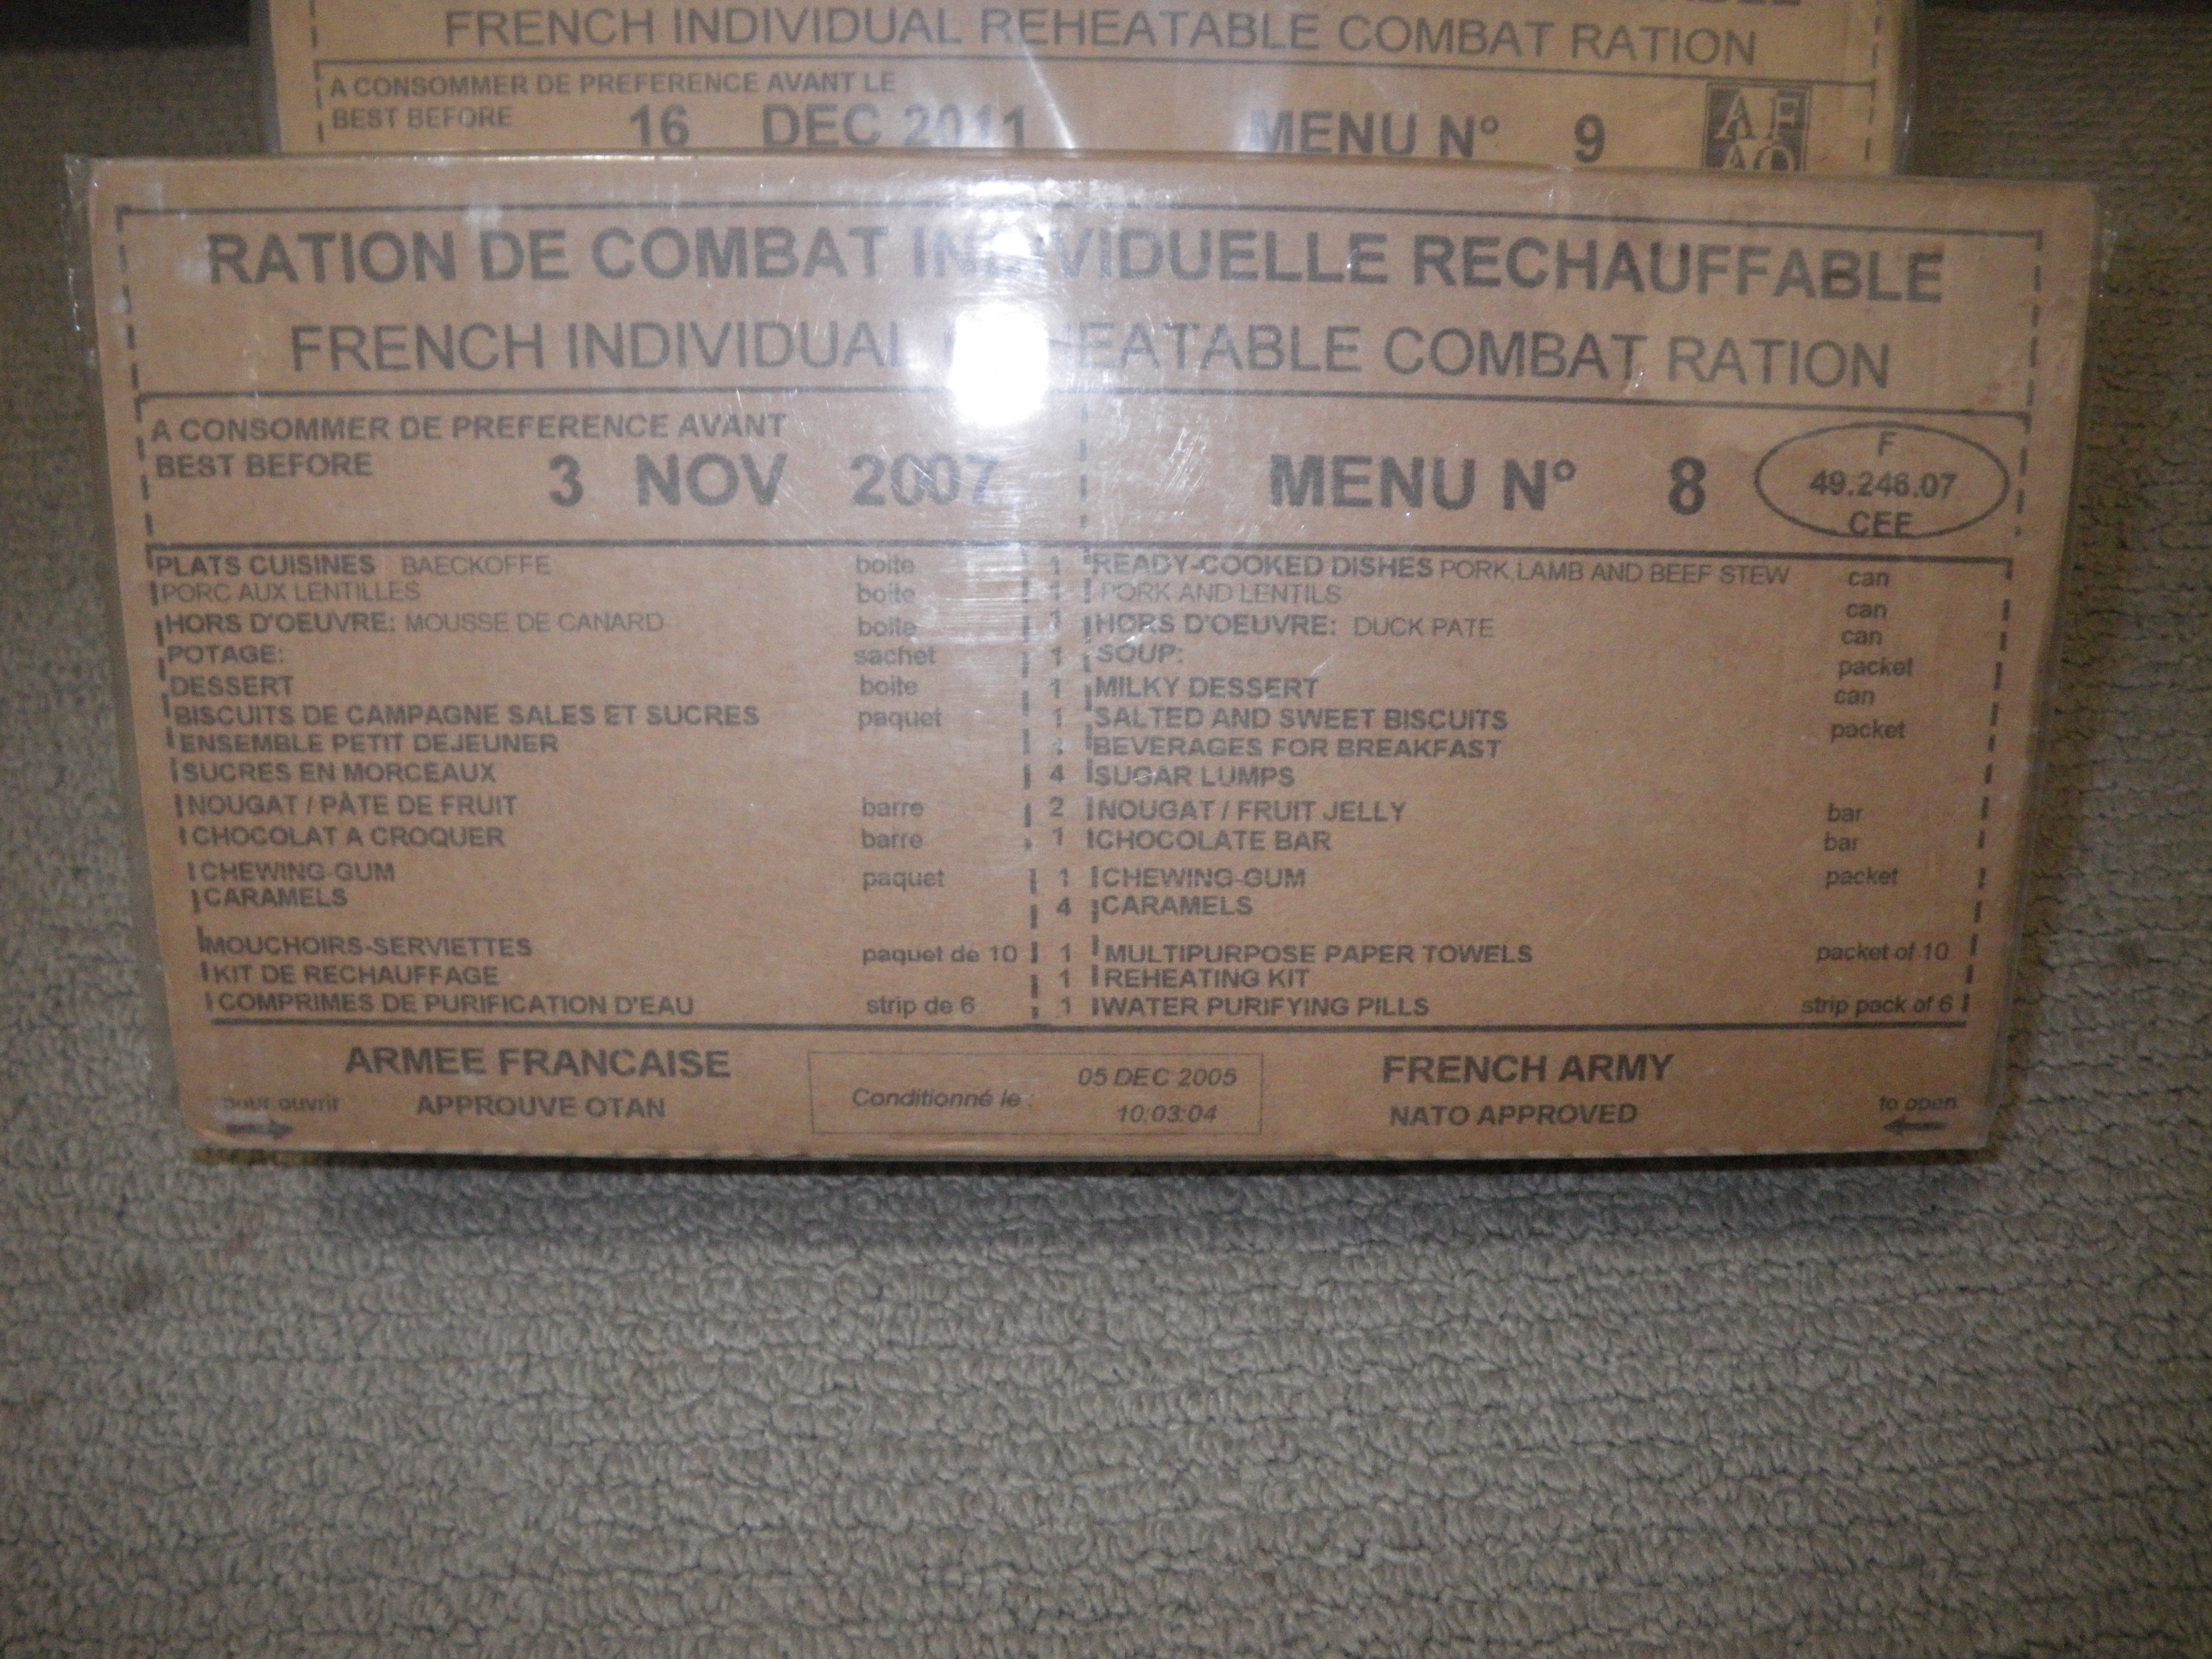 FRENCH INDIVIDUAL REHEATABLE COMBAT RATION
A CONSOMMER DE PREFERENCE AVANT LE
BEST BEFORE 16 DEC 2011 MENU N° 9
RATION DE COMBAT INDIVIDUELLE RECHAUFFABLE
FRENCH INDIVIDUAL REHEATABLE COMBAT RATION
A CONSOMMER DE PREFERENCE AVANT
BEST BEFORE 3 NOV 2007 MENU N° 8
F
49.246.07
CEE
PLATS CUISINES BAECKOFFE boite 1 READY-COOKED DISHES PORK, LAMB AND BEEF STEW can
PORC AUX LENTILLES boite 1 PORK AND LENTILS can
HORS D'OEUVRE: MOUSSE DE CANARD boite 1 HORS D'OEUVRE: DUCK PATE can
POTAGE: sachet 1 SOUP: packet
DESSERT boite 1 MILKY DESSERT can
BISCUITS DE CAMPAGNE SALES ET SUCRES paquet 1 SALTED AND SWEET BISCUITS packet
ENSEMBLE PETIT DEJEUNER BEVERAGES FOR BREAKFAST
SUCRES EN MORCEAUX 4 SUGAR LUMPS
NOUGAT / PÂTE DE FRUIT barre 2 NOUGAT / FRUIT JELLY bar
CHOCOLAT A CROQUER barre 1 CHOCOLATE BAR bar
CHEWING-GUM paquet 1 CHEWING-GUM packet
CARAMELS 4 CARAMELS
MOUCHOIRS-SERVIETTES paquet de 10 1 MULTIPURPOSE PAPER TOWELS packet of 10
KIT DE RECHAUFFAGE 1 REHEATING KIT
COMPRIMES DE PURIFICATION D'EAU strip de 6 1 WATER PURIFYING PILLS strip pack of 6
ARMEE FRANCAISE Conditionné le : 05 DEC 2005 FRENCH ARMY
pour ouvrir APPROUVE OTAN 10:03:04 NATO APPROVED to open